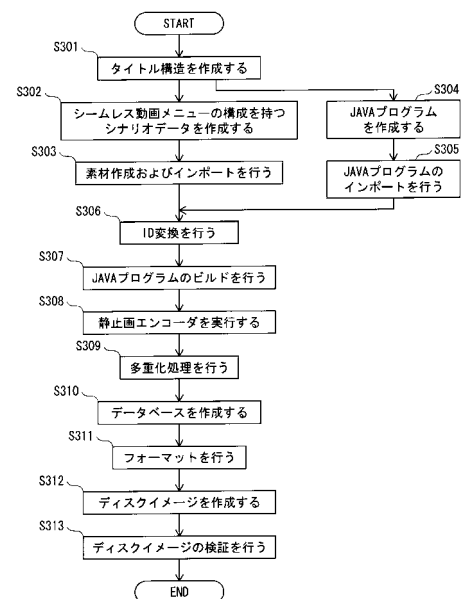 START
S301
タイトル構造を作成する
S302
シームレス動画メニューの構成を持つ
シナリオデータを作成する
S304
JAVAプログラム
を作成する
S303
素材作成およびインポートを行う
S305
JAVAプログラムの
インポートを行う
S306
ID変換を行う
S307
JAVAプログラムのビルドを行う
S308
静止画エンコーダを実行する
S309
多重化処理を行う
S310
データベースを作成する
S311
フォーマットを行う
S312
ディスクイメージを作成する
S313
ディスクイメージの検証を行う
END